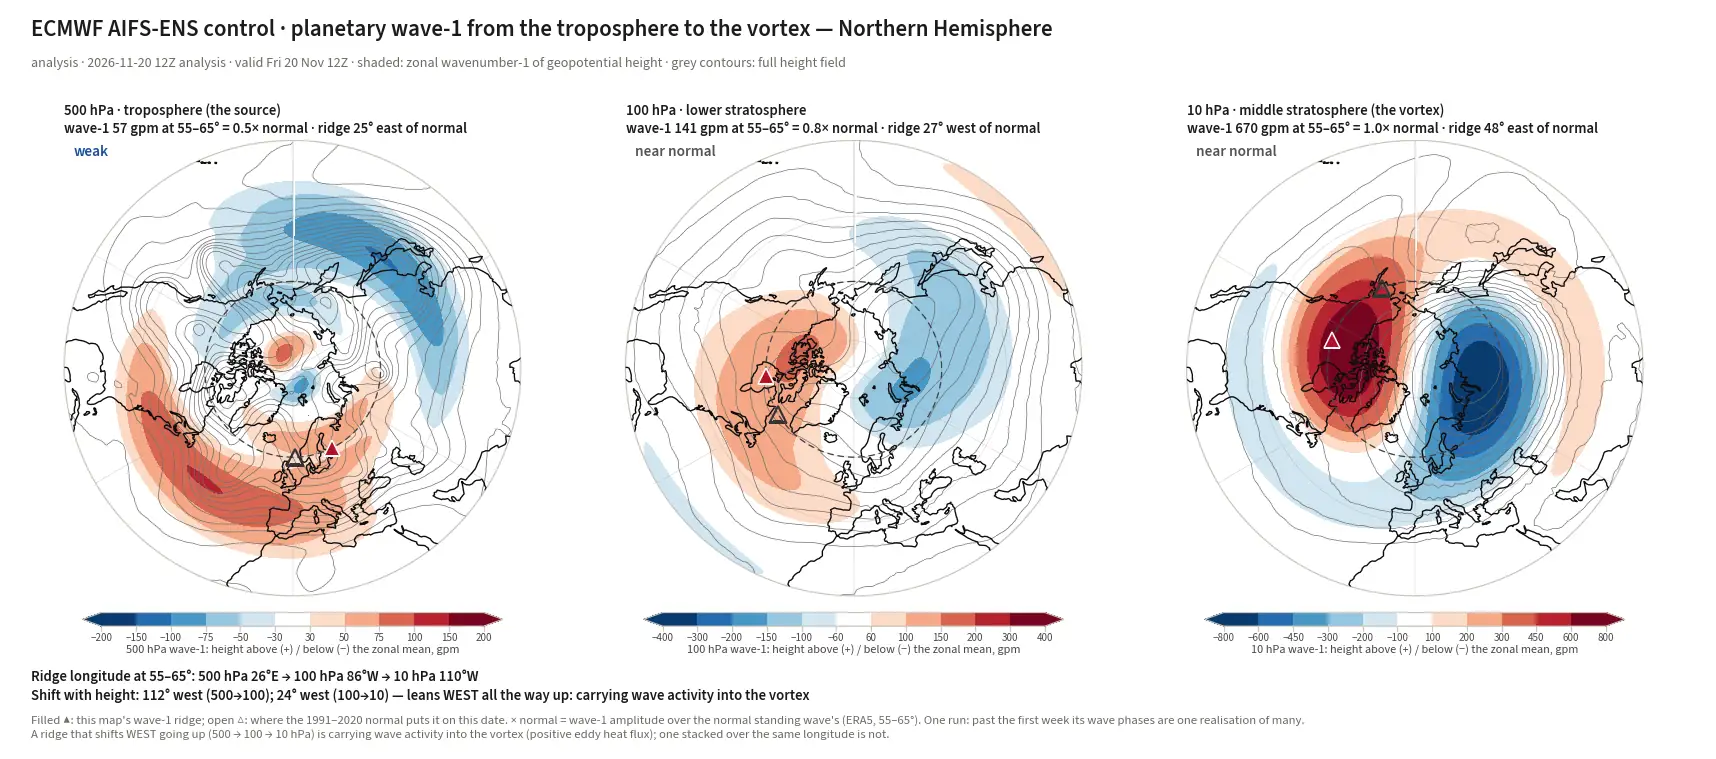 ECMWF AIFS-ENS control · planetary wave-1 from the troposphere to the vortex — Northern Hemisphere
analysis · 2026-11-20 12Z analysis · valid Fri 20 Nov 12Z · shaded: zonal wavenumber-1 of geopotential height · grey contours: full height field
500 hPa · troposphere (the source)
wave-1 57 gpm at 55–65° = 0.5× normal · ridge 25° east of normal
weak
100 hPa · lower stratosphere
wave-1 141 gpm at 55–65° = 0.8× normal · ridge 27° west of normal
near normal
10 hPa · middle stratosphere (the vortex)
wave-1 670 gpm at 55–65° = 1.0× normal · ridge 48° east of normal
near normal
−200 −150 −100 −75 −50 −30 30 50 75 100 150 200
500 hPa wave-1: height above (+) / below (−) the zonal mean, gpm
−400 −300 −200 −150 −100 −60 60 100 150 200 300 400
100 hPa wave-1: height above (+) / below (−) the zonal mean, gpm
−800 −600 −450 −300 −200 −100 100 200 300 450 600 800
10 hPa wave-1: height above (+) / below (−) the zonal mean, gpm
Ridge longitude at 55–65°: 500 hPa 26°E → 100 hPa 86°W → 10 hPa 110°W
Shift with height: 112° west (500→100); 24° west (100→10) — leans WEST all the way up: carrying wave activity into the vortex
Filled ▲: this map's wave-1 ridge; open △: where the 1991–2020 normal puts it on this date. × normal = wave-1 amplitude over the normal standing wave's (ERA5, 55–65°). One run: past the first week its wave phases are one realisation of many.
A ridge that shifts WEST going up (500 → 100 → 10 hPa) is carrying wave activity into the vortex (positive eddy heat flux); one stacked over the same longitude is not.